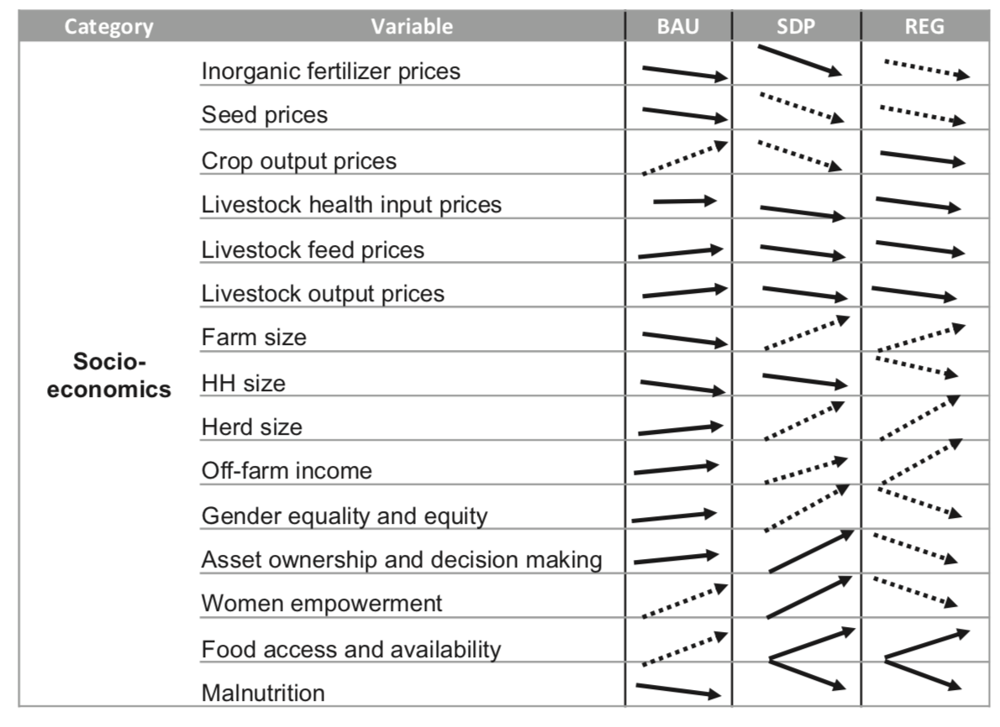 Category Variable BAU SDP REG
Inorganic fertilizer prices
Seed prices
Crop output prices
Livestock health input prices
Livestock feed prices
Livestock output prices
Farm size
Socio-
economics
HH size
Herd size
Off-farm income
Gender equality and equity
Asset ownership and decision making
Women empowerment
Food access and availability
Malnutrition